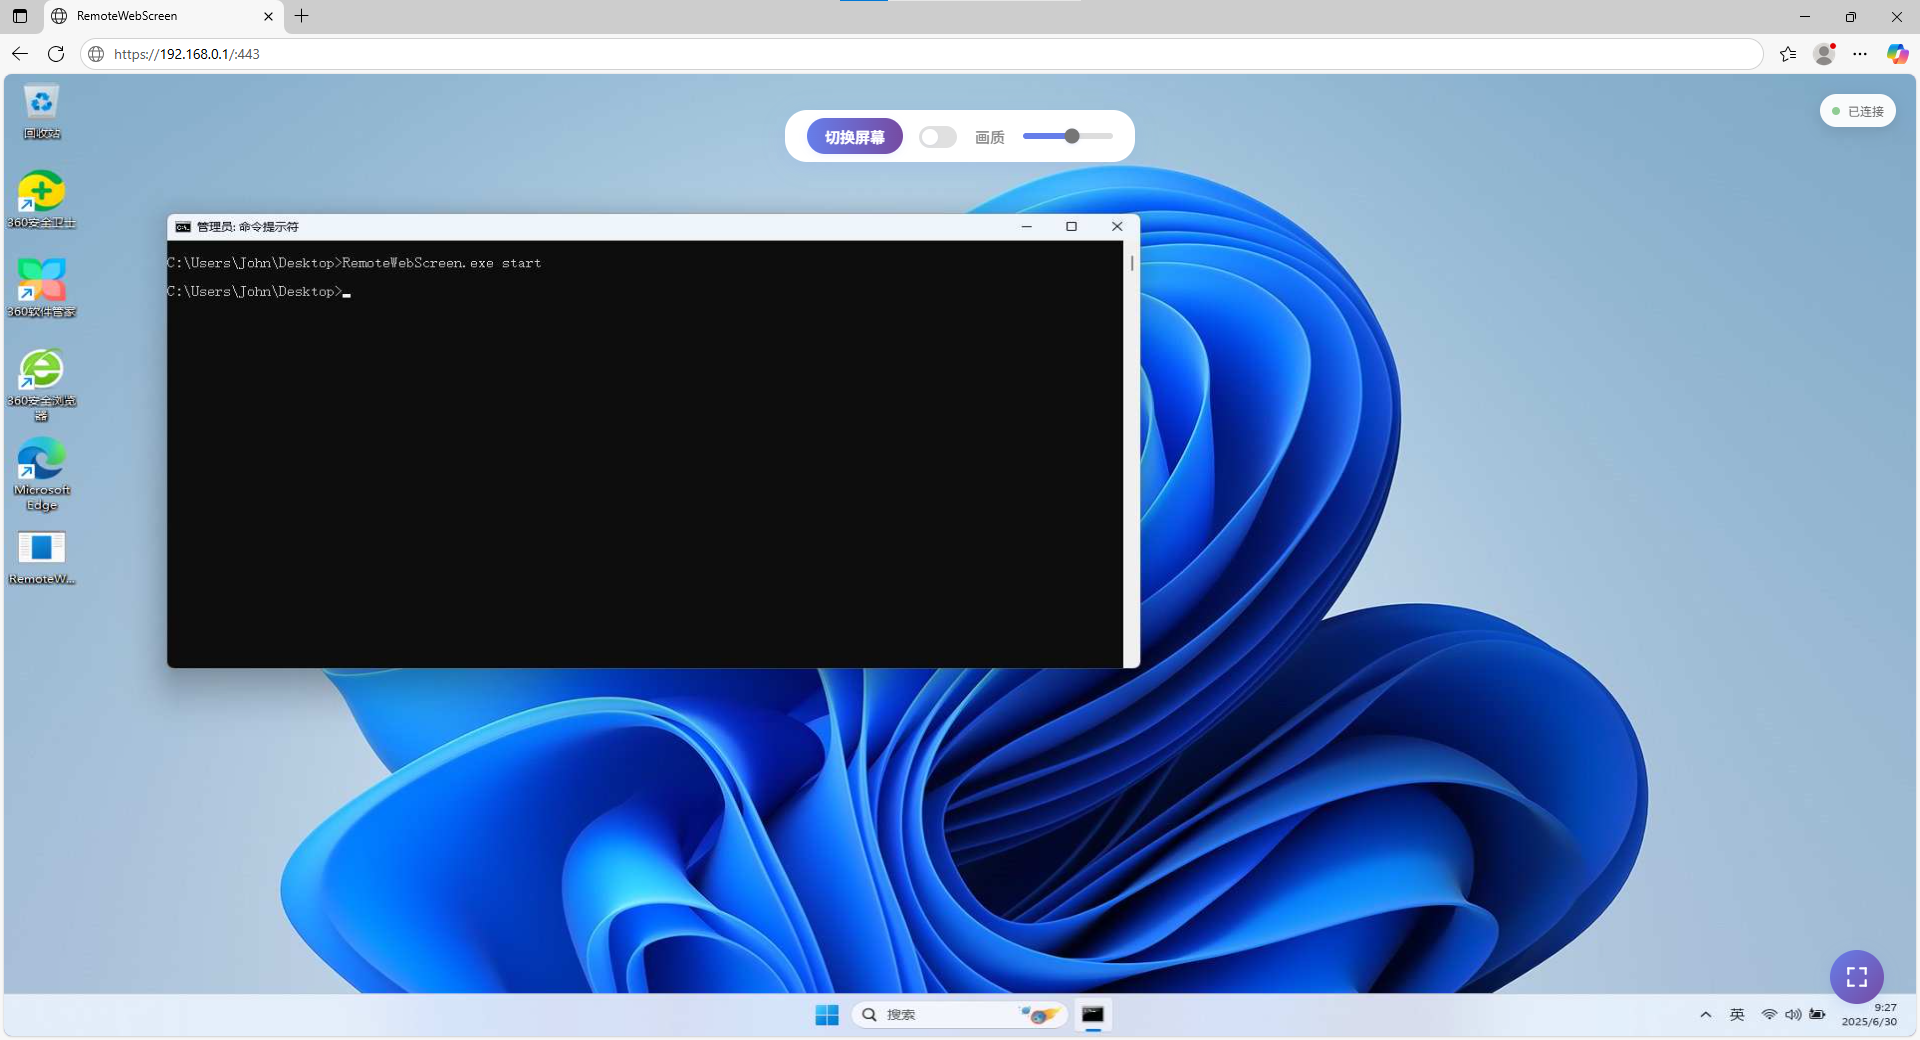 RemoteWebScreen
https://192.168.0.1/:443
切换屏幕
画质
已连接
回收站
360安全卫士
360软件管家
360安全浏览
器
Microsoft
Edge
RemoteW...
管理员: 命令提示符
C:\Users\John\Desktop>RemoteWebScreen.exe start
C:\Users\John\Desktop>
搜索
英
9:27
2025/6/30